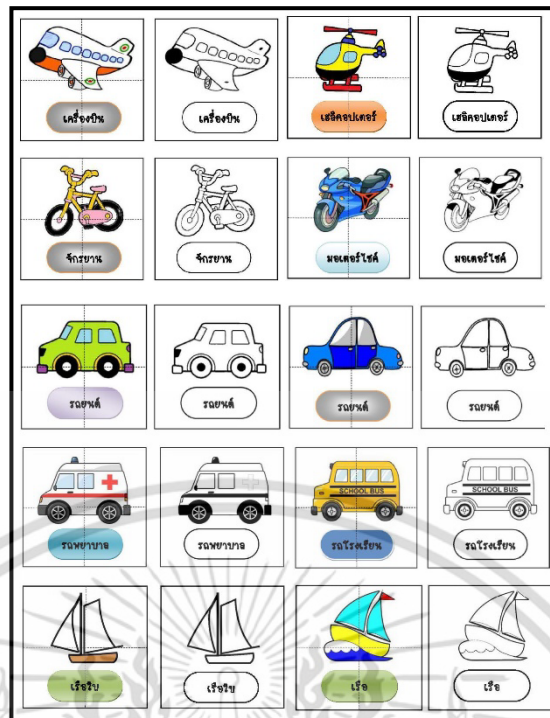 เครื่องบิน
เครื่องบิน
เฮลิคอปเตอร์
เฮลิคอปเตอร์
จักรยาน
จักรยาน
มอเตอร์ไซค์
มอเตอร์ไซค์
รถยนต์
รถยนต์
รถยนต์
รถยนต์
SCHOOL BUS
SCHOOL BUS
รถพยาบาล
รถพยาบาล
รถโรงเรียน
รถโรงเรียน
เรือใบ
เรือใบ
เรือ
เรือ